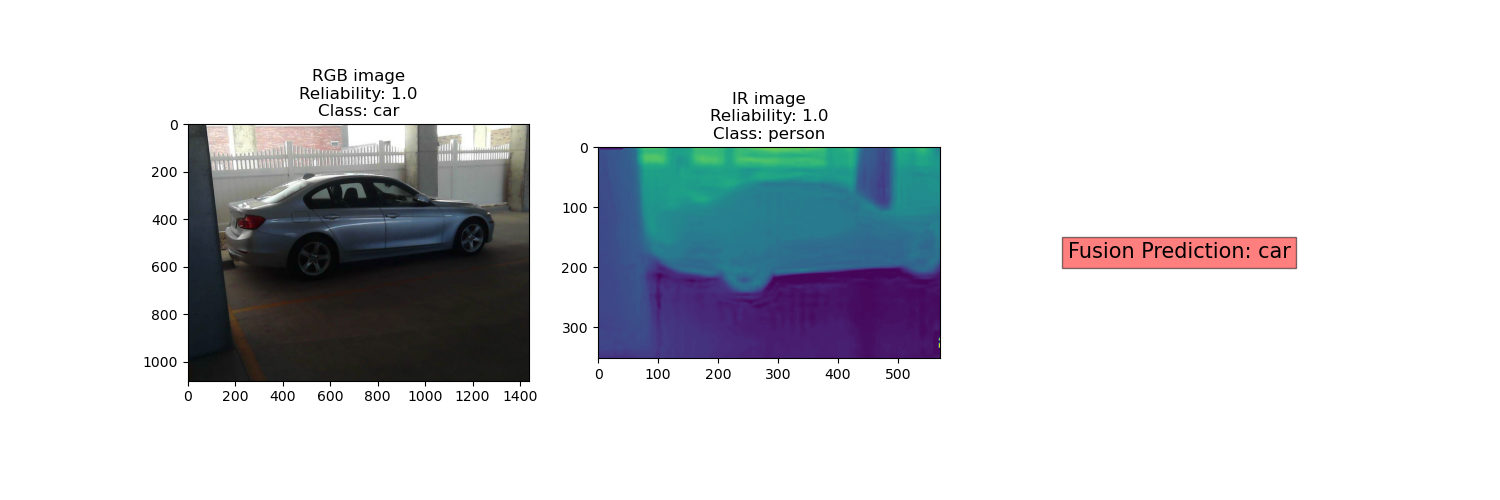 RGB image
Reliability: 1.0
Class: car
0
200
400
600
800
1000
0 200 400 600 800 1000 1200 1400
IR image
Reliability: 1.0
Class: person
0
100
200
300
0 100 200 300 400 500
Fusion Prediction: car